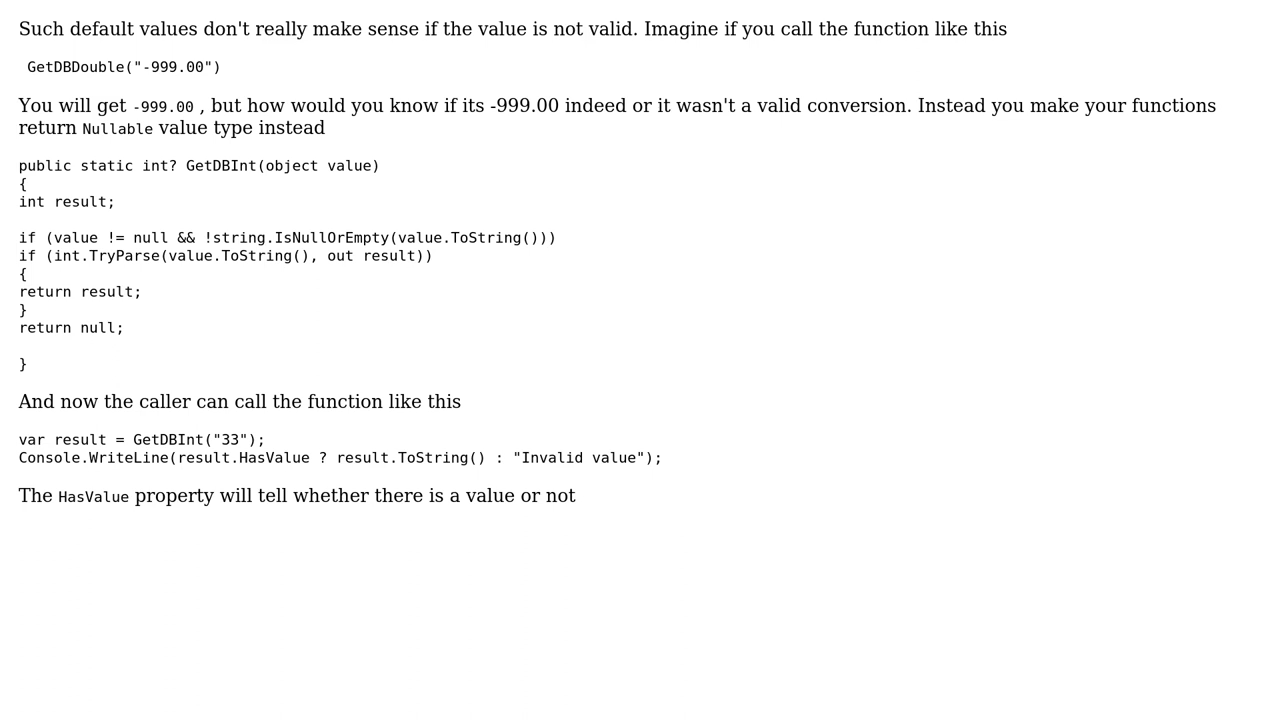 Such default values don't really make sense if the value is not valid. Imagine if you call the function like this
GetDBDouble("-999.00")
You will get -999.00 , but how would you know if its -999.00 indeed or it wasn't a valid conversion. Instead you make your functions
return Nullable value type instead
public static int? GetDBInt(object value)
{
int result;
if (value != null && !string.IsNullOrEmpty(value.ToString()))
if (int.TryParse(value.ToString(), out result))
{
return result;
}
return null;
}
And now the caller can call the function like this
var result = GetDBInt("33");
Console.WriteLine(result.HasValue ? result.ToString() : "Invalid value");
The HasValue property will tell whether there is a value or not